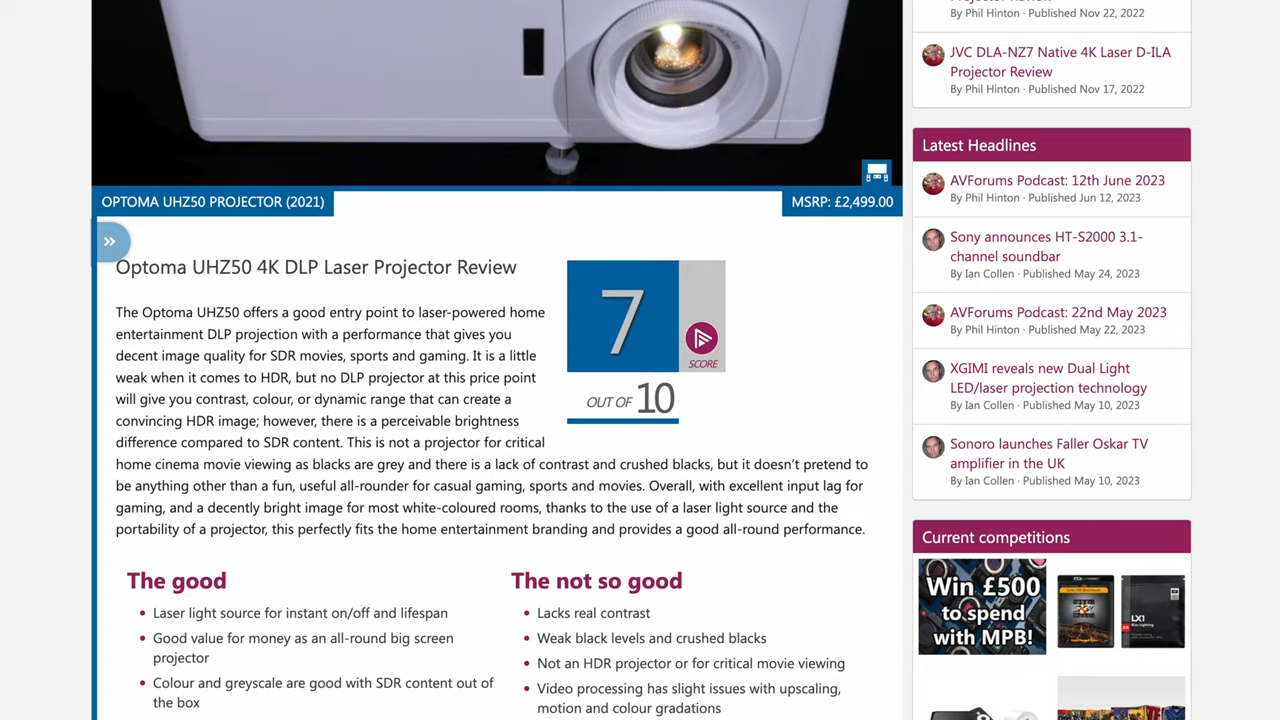 OPTOMA UHZ50 PROJECTOR (2021)
MSRP: £2,499.00
Optoma UHZ50 4K DLP Laser Projector Review
The Optoma UHZ50 offers a good entry point to laser-powered home
entertainment DLP projection with a performance that gives you
decent image quality for SDR movies, sports and gaming. It is a little
weak when it comes to HDR, but no DLP projector at this price point
will give you contrast, colour, or dynamic range that can create a
convincing HDR image; however, there is a perceivable brightness
difference compared to SDR content. This is not a projector for critical
home cinema movie viewing as blacks are grey and there is a lack of contrast and crushed blacks, but it doesn’t pretend to
be anything other than a fun, useful all-rounder for casual gaming, sports and movies. Overall, with excellent input lag for
gaming, and a decently bright image for most white-coloured rooms, thanks to the use of a laser light source and the
portability of a projector, this perfectly fits the home entertainment branding and provides a good all-round performance.
7
SCORE
OUT OF 10
The good
• Laser light source for instant on/off and lifespan
• Good value for money as an all-round big screen
projector
• Colour and greyscale are good with SDR content out of
the box
The not so good
• Lacks real contrast
• Weak black levels and crushed blacks
• Not an HDR projector or for critical movie viewing
• Video processing has slight issues with upscaling,
motion and colour gradations
By Phil Hinton · Published Nov 22, 2022
JVC DLA-NZ7 Native 4K Laser D-ILA
Projector Review
By Phil Hinton · Published Nov 17, 2022
Latest Headlines
AVForums Podcast: 12th June 2023
By Phil Hinton · Published Jun 12, 2023
Sony announces HT-S2000 3.1-
channel soundbar
By Ian Collen · Published May 24, 2023
AVForums Podcast: 22nd May 2023
By Phil Hinton · Published May 22, 2023
XGIMI reveals new Dual Light
LED/laser projection technology
By Ian Collen · Published May 10, 2023
Sonoro launches Faller Oskar TV
amplifier in the UK
By Ian Collen · Published May 10, 2023
Current competitions
Win £500
to spend
with MPB!
LX1